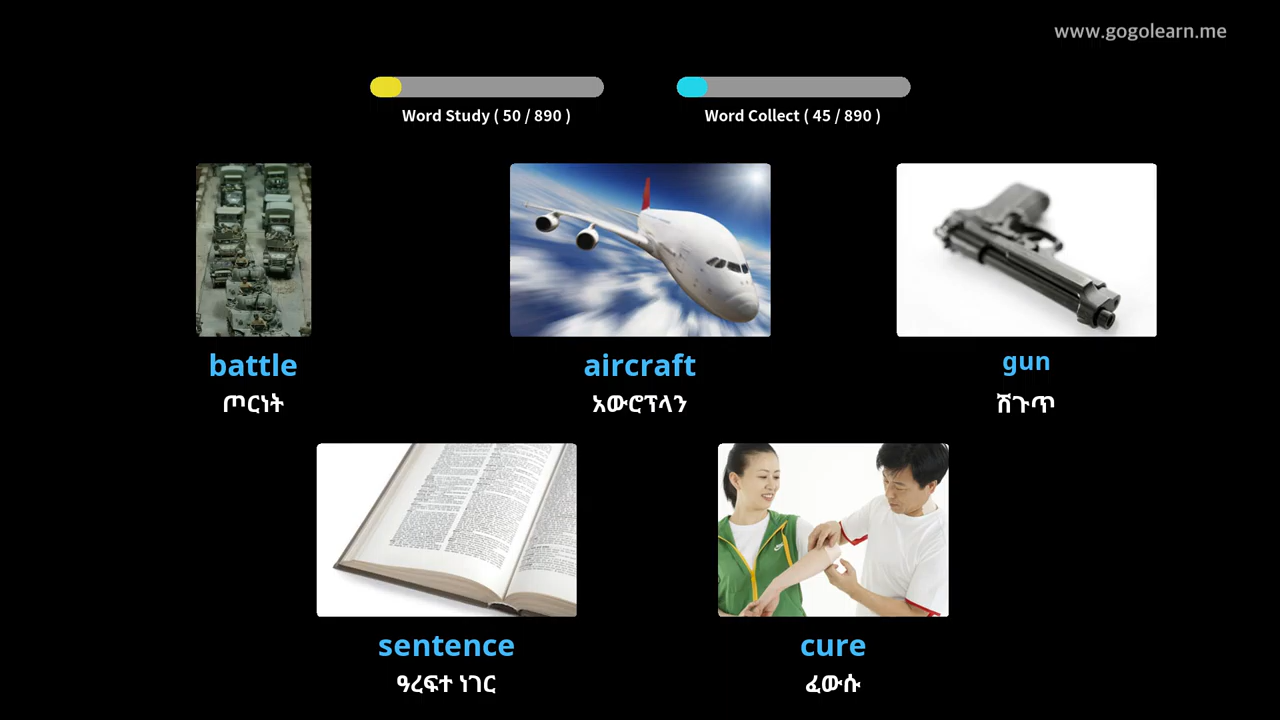 www.gogolearn.me
Word Study ( 50 / 890 )
Word Collect ( 45 / 890 )
battle
ጦርነት
aircraft
አውሮፕላን
gun
ሽጉጥ
sentence
ዓረፍተ ነገር
cure
ፈውሱ